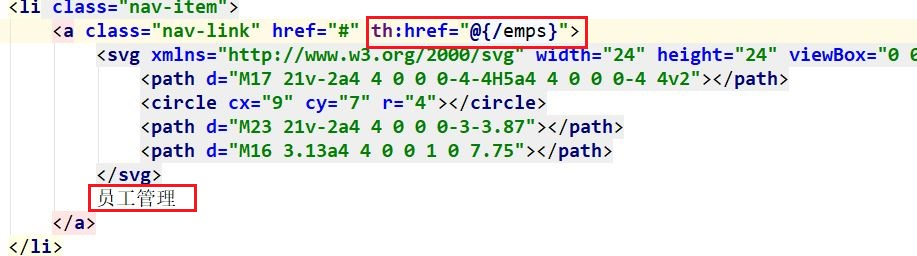 <li class="nav-item">
<a class="nav-link" href="#" th:href="@{/emps}">
<svg xmlns="http://www.w3.org/2000/svg" width="24" height="24" viewBox="0 0
<path d="M17 21v-2a4 4 0 0 0-4-4H5a4 4 0 0 0-4 4v2"></path>
<circle cx="9" cy="7" r="4"></circle>
<path d="M23 21v-2a4 4 0 0 0-3-3.87"></path>
<path d="M16 3.13a4 4 0 0 1 0 7.75"></path>
</svg>
员工管理
</a>
</li>